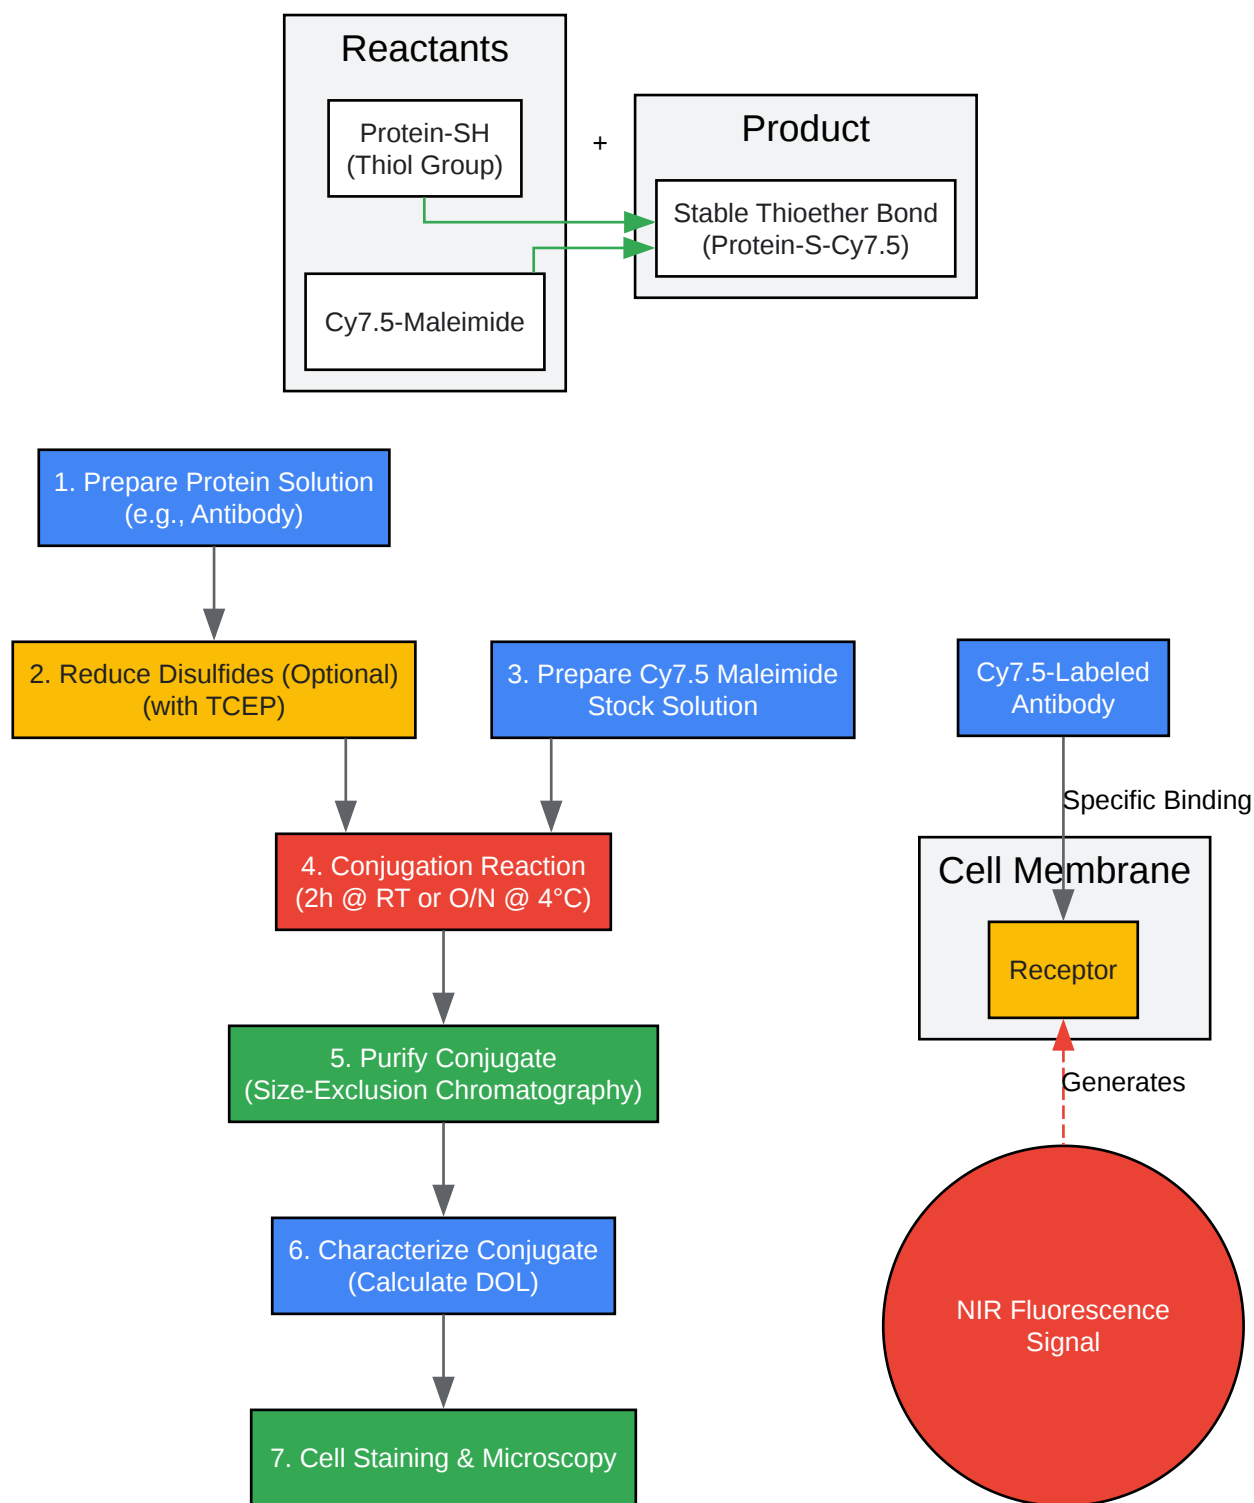 Reactants
Protein-SH
(Thiol Group)
+
Product
Stable Thioether Bond
(Protein-S-Cy7.5)
Cy7.5-Maleimide
1. Prepare Protein Solution
(e.g., Antibody)
2. Reduce Disulfides (Optional)
(with TCEP)
3. Prepare Cy7.5 Maleimide
Stock Solution
4. Conjugation Reaction
(2h @ RT or O/N @ 4°C)
5. Purify Conjugate
(Size-Exclusion Chromatography)
6. Characterize Conjugate
(Calculate DOL)
7. Cell Staining & Microscopy
Cy7.5-Labeled
Antibody
Specific Binding
Cell Membrane
Receptor
Generates
NIR Fluorescence
Signal